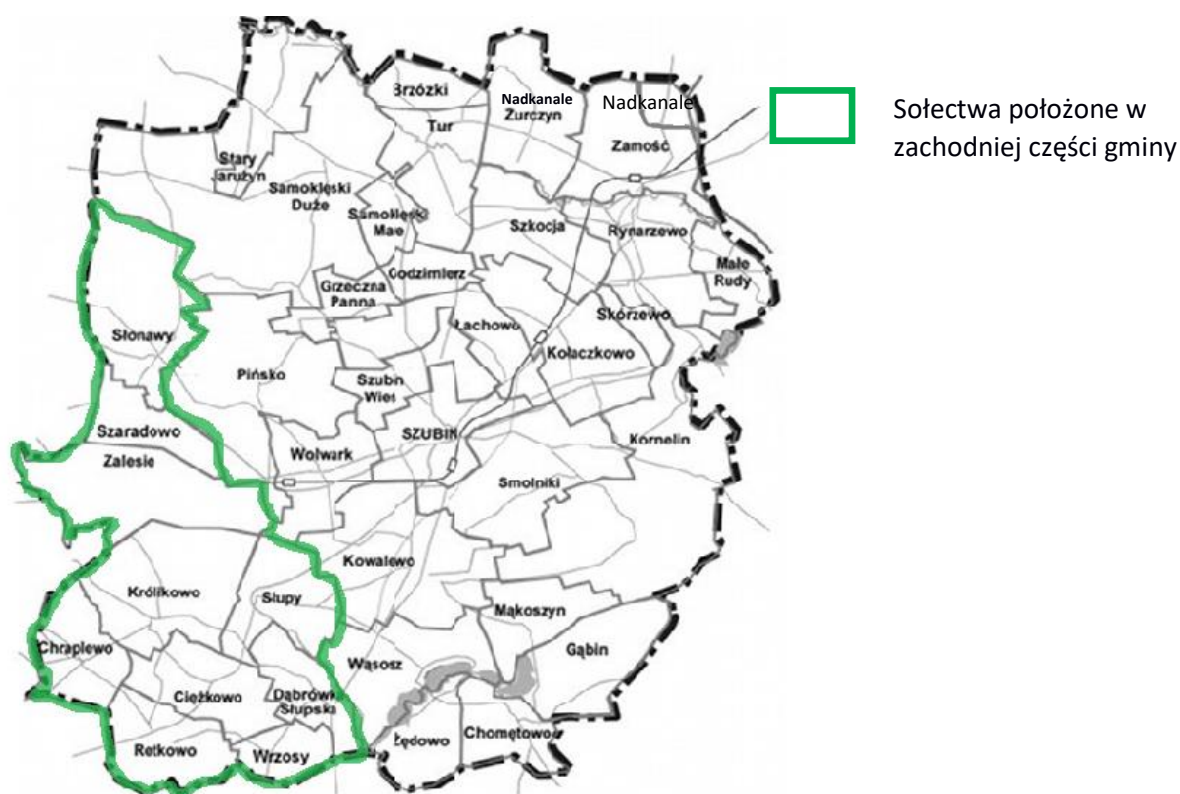 Brzózki
Nadkanale
Żurczyn
Nadkanale
Tur
Zamość
Stary
Jarużyn
Samoklęski
Duże
Samoklęski
Małe
Szkocja
Rynarzewo
Małe
Rudy
Godzimierz
Grzeczna
Panna
Słonawy
Łachowo
Skórzewo
Kołaczkowo
Pińsko
Szubin
Wieś
Szaradowo
SZUBIN
Kornelin
Zalesie
Wolwark
Smolniki
Kowalewo
Królikowo
Słupy
Mąkoszyn
Chraplewo
Wąsosz
Gąbin
Ciężkowo
Dąbrówka
Słupska
Retkowo
Wrzosy
Łędowo
Chomętowo
Sołectwa położone w
zachodniej części gminy